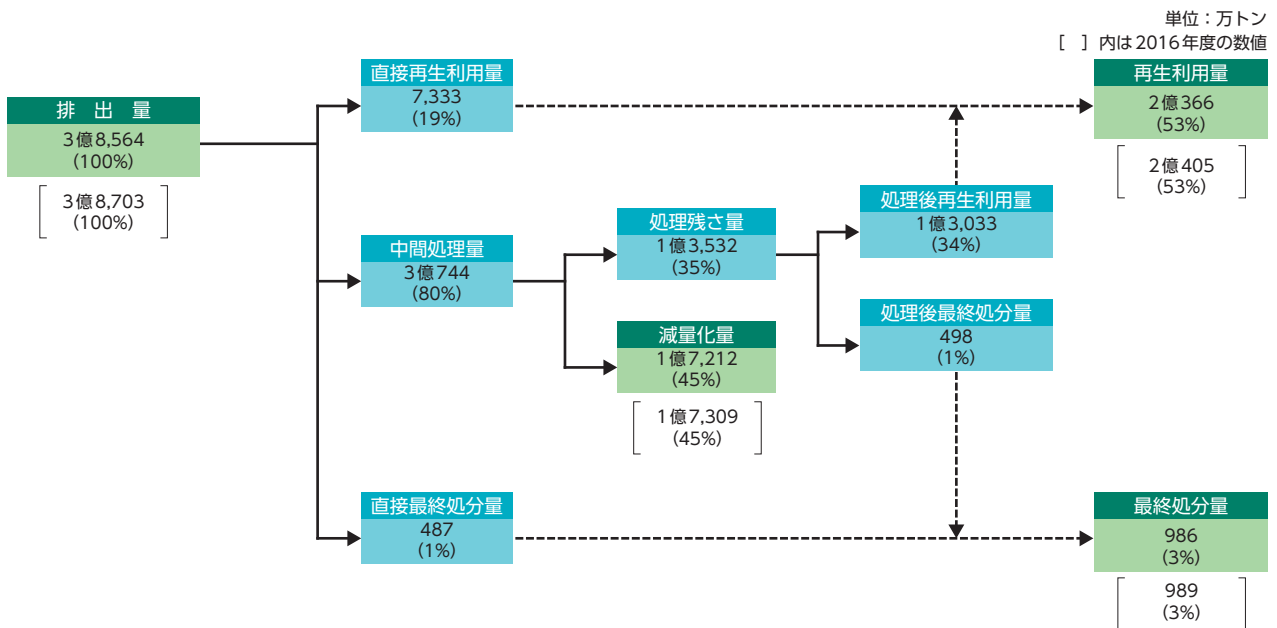 単位：万トン
［　］内は2016年度の数値
排　出　量
3億8,564
(100%)
3億8,703
(100%)
直接再生利用量
7,333
(19%)
中間処理量
3億744
(80%)
直接最終処分量
487
(1%)
処理残さ量
1億3,532
(35%)
減量化量
1億7,212
(45%)
1億7,309
(45%)
処理後再生利用量
1億3,033
(34%)
処理後最終処分量
498
(1%)
再生利用量
2億366
(53%)
2億405
(53%)
最終処分量
986
(3%)
989
(3%)